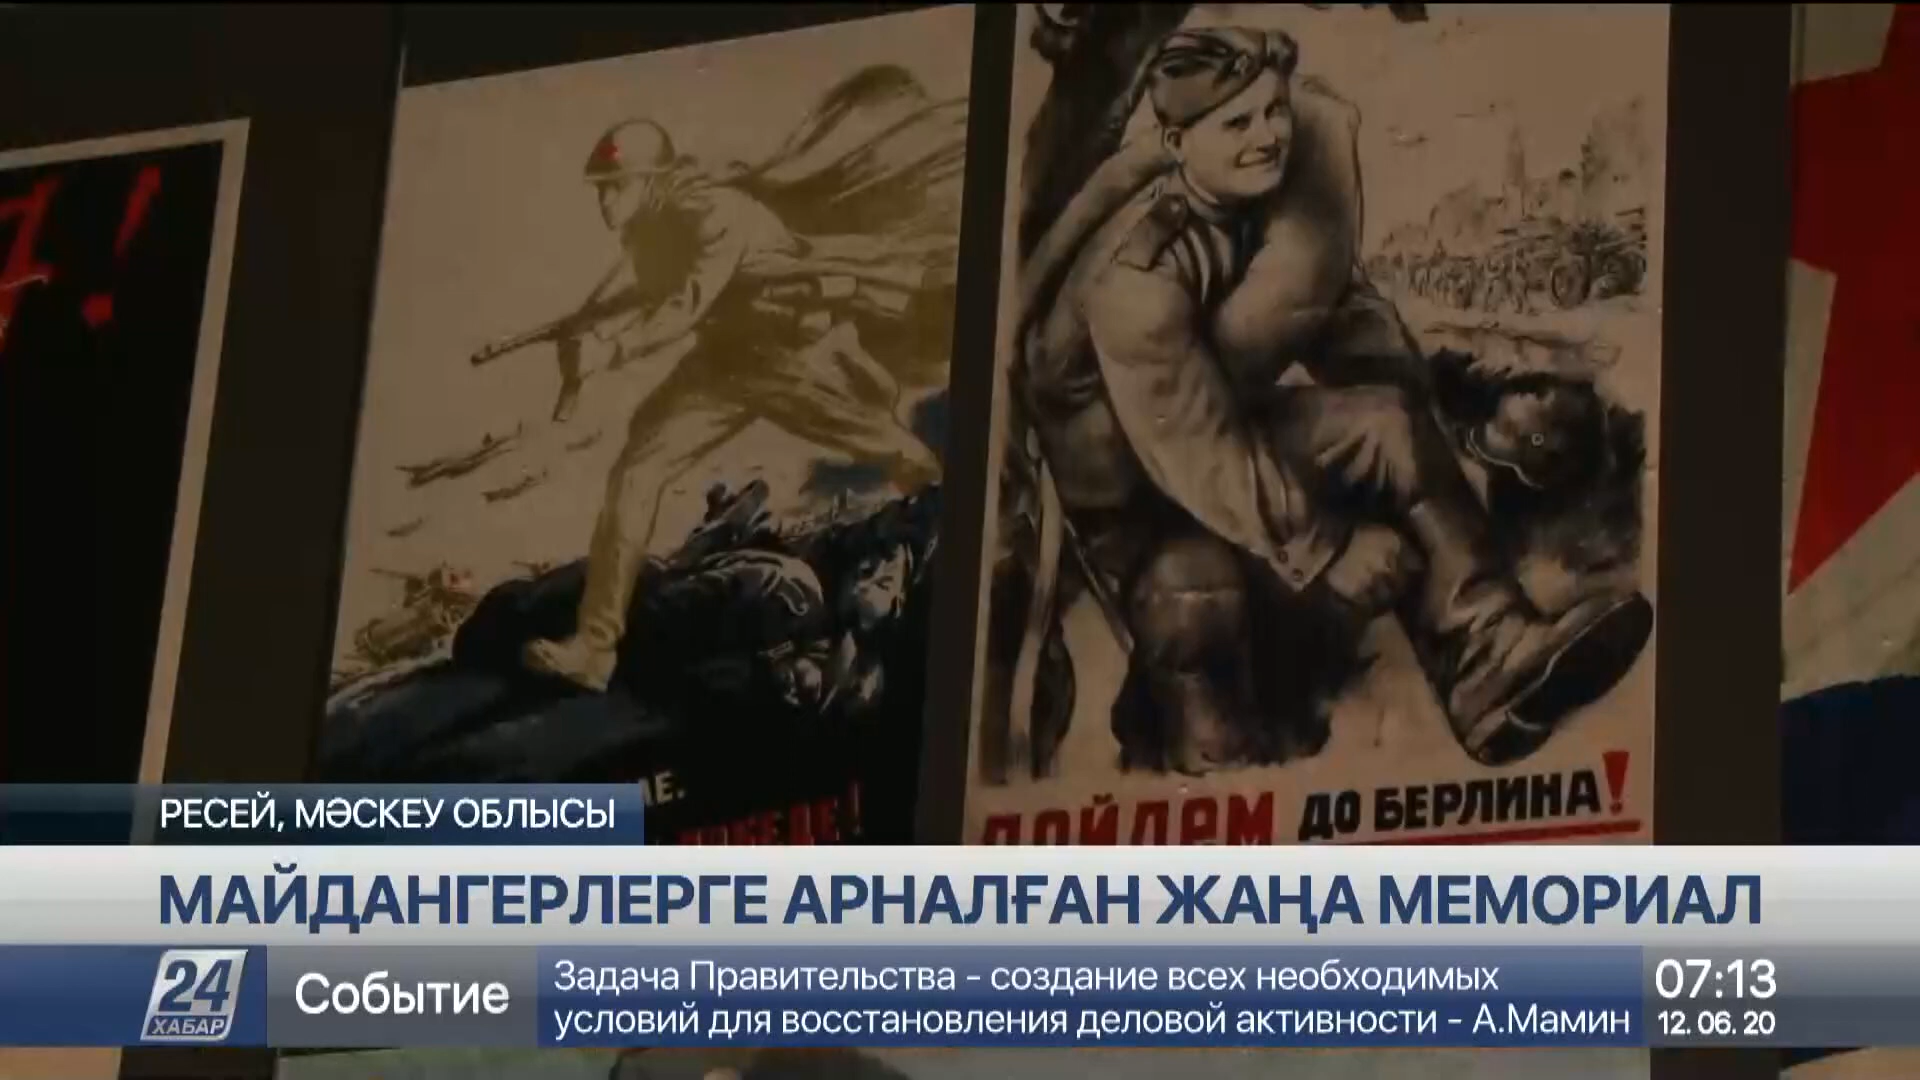 ДОЙДЕМ ДО БЕРЛИНА!
РЕСЕЙ, МӘСКЕУ ОБЛЫСЫ
МАЙДАНГЕРЛЕРГЕ АРНАЛҒАН ЖАҢА МЕМОРИАЛ
24
ХАБАР
Событие
Задача Правительства - создание всех необходимых
условий для восстановления деловой активности - А.Мамин
07:13
12. 06. 20